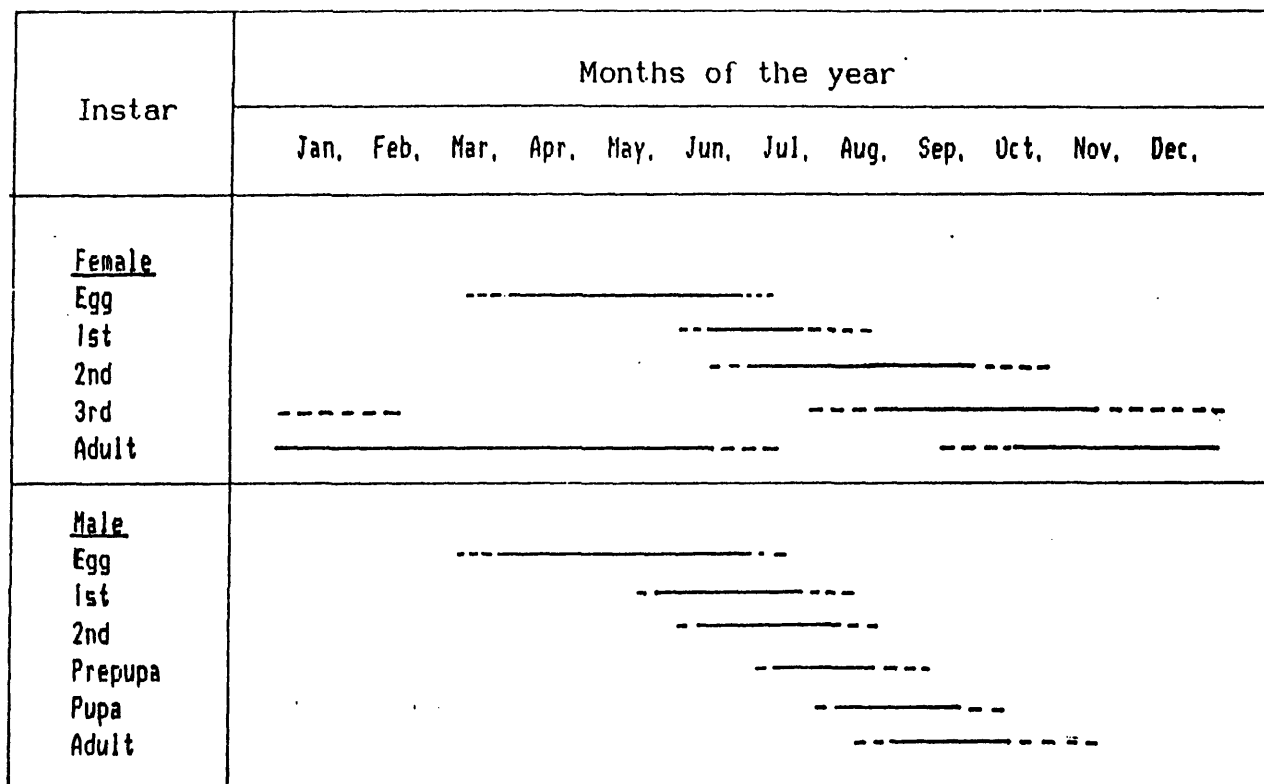 Instar
Months of the year
Jan, Feb, Mar, Apr, May, Jun, Jul, Aug, Sep, Oct, Nov, Dec,
Female
Egg
1st
2nd
3rd
Adult
Male
Egg
1st
2nd
Prepupa
Pupa
Adult